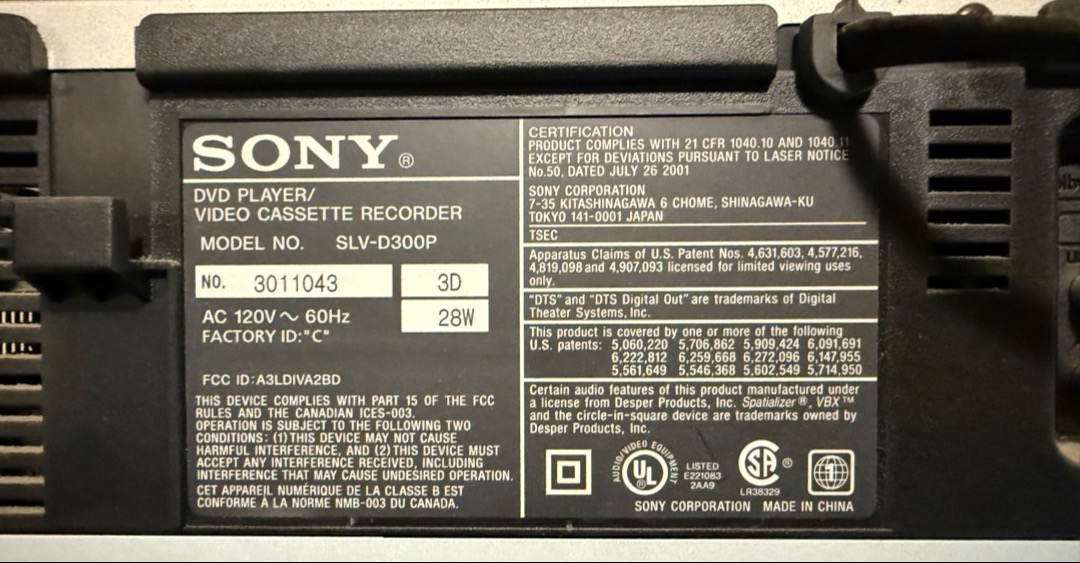 SONY®
DVD PLAYER/
VIDEO CASSETTE RECORDER
MODEL NO. SLV-D300P
NO. 3011043
3D
AC 120V ~ 60Hz
28W
FACTORY ID:"C"
FCC ID:A3LDIVA2BD
THIS DEVICE COMPLIES WITH PART 15 OF THE FCC
RULES AND THE CANADIAN ICES-003.
OPERATION IS SUBJECT TO THE FOLLOWING TWO
CONDITIONS: (1)THIS DEVICE MAY NOT CAUSE
HARMFUL INTERFERENCE, AND (2)THIS DEVICE MUST
ACCEPT ANY INTERFERENCE RECEIVED, INCLUDING
INTERFERENCE THAT MAY CAUSE UNDESIRED OPERATION.
CET APPAREIL NUMÉRIQUE DE LA CLASSE B EST
CONFORME À LA NORME NMB-003 DU CANADA.
CERTIFICATION
PRODUCT COMPLIES WITH 21 CFR 1040.10 AND 1040.11
EXCEPT FOR DEVIATIONS PURSUANT TO LASER NOTICE
No.50, DATED JULY 26 2001
SONY CORPORATION
7-35 KITASHINAGAWA 6 CHOME, SHINAGAWA-KU
TOKYO 141-0001 JAPAN
TSEC
Apparatus Claims of U.S. Patent Nos. 4,631,603, 4,577,216,
4,819,098 and 4,907,093 licensed for limited viewing uses
only.
"DTS" and "DTS Digital Out" are trademarks of Digital
Theater Systems, Inc.
This product is covered by one or more of the following
U.S. patents: 5,060,220 5,706,862 5,909,424 6,091,691
6,222,812 6,259,668 6,272,096 6,147,955
5,561,649 5,546,368 5,602,549 5,714,950
Certain audio features of this product manufactured under
a license from Desper Products, Inc. Spatializer®, VBX™
and the circle-in-square device are trademarks owned by
Desper Products, Inc.
AUDIO/VIDEO EQUIPMENT
UL®
LISTED
E221083
2AA9
SA®
LR38329
1
SONY CORPORATION MADE IN CHINA